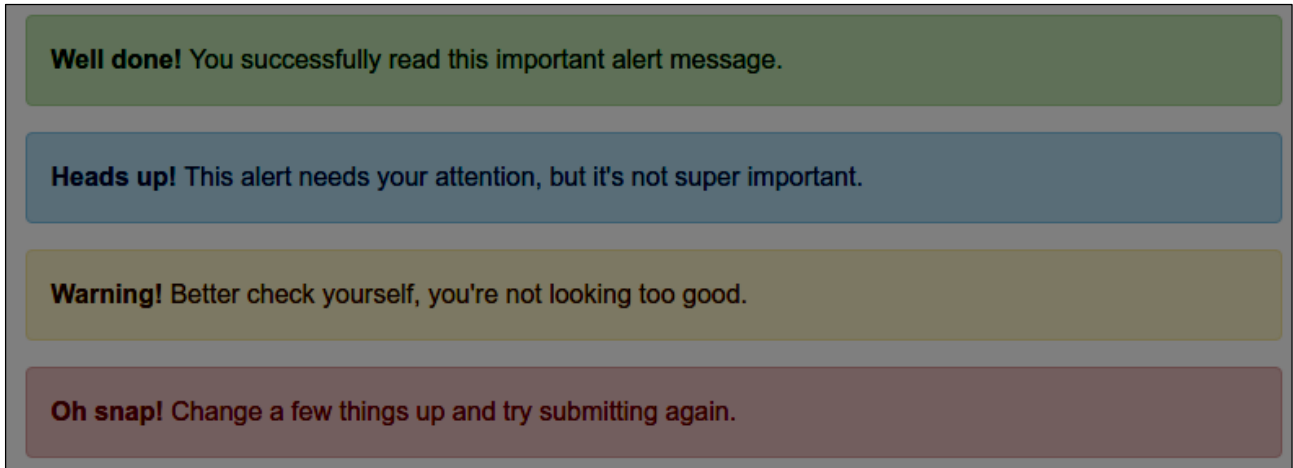 Well done! You successfully read this important alert message.
Heads up! This alert needs your attention, but it's not super important.
Warning! Better check yourself, you're not looking too good.
Oh snap! Change a few things up and try submitting again.